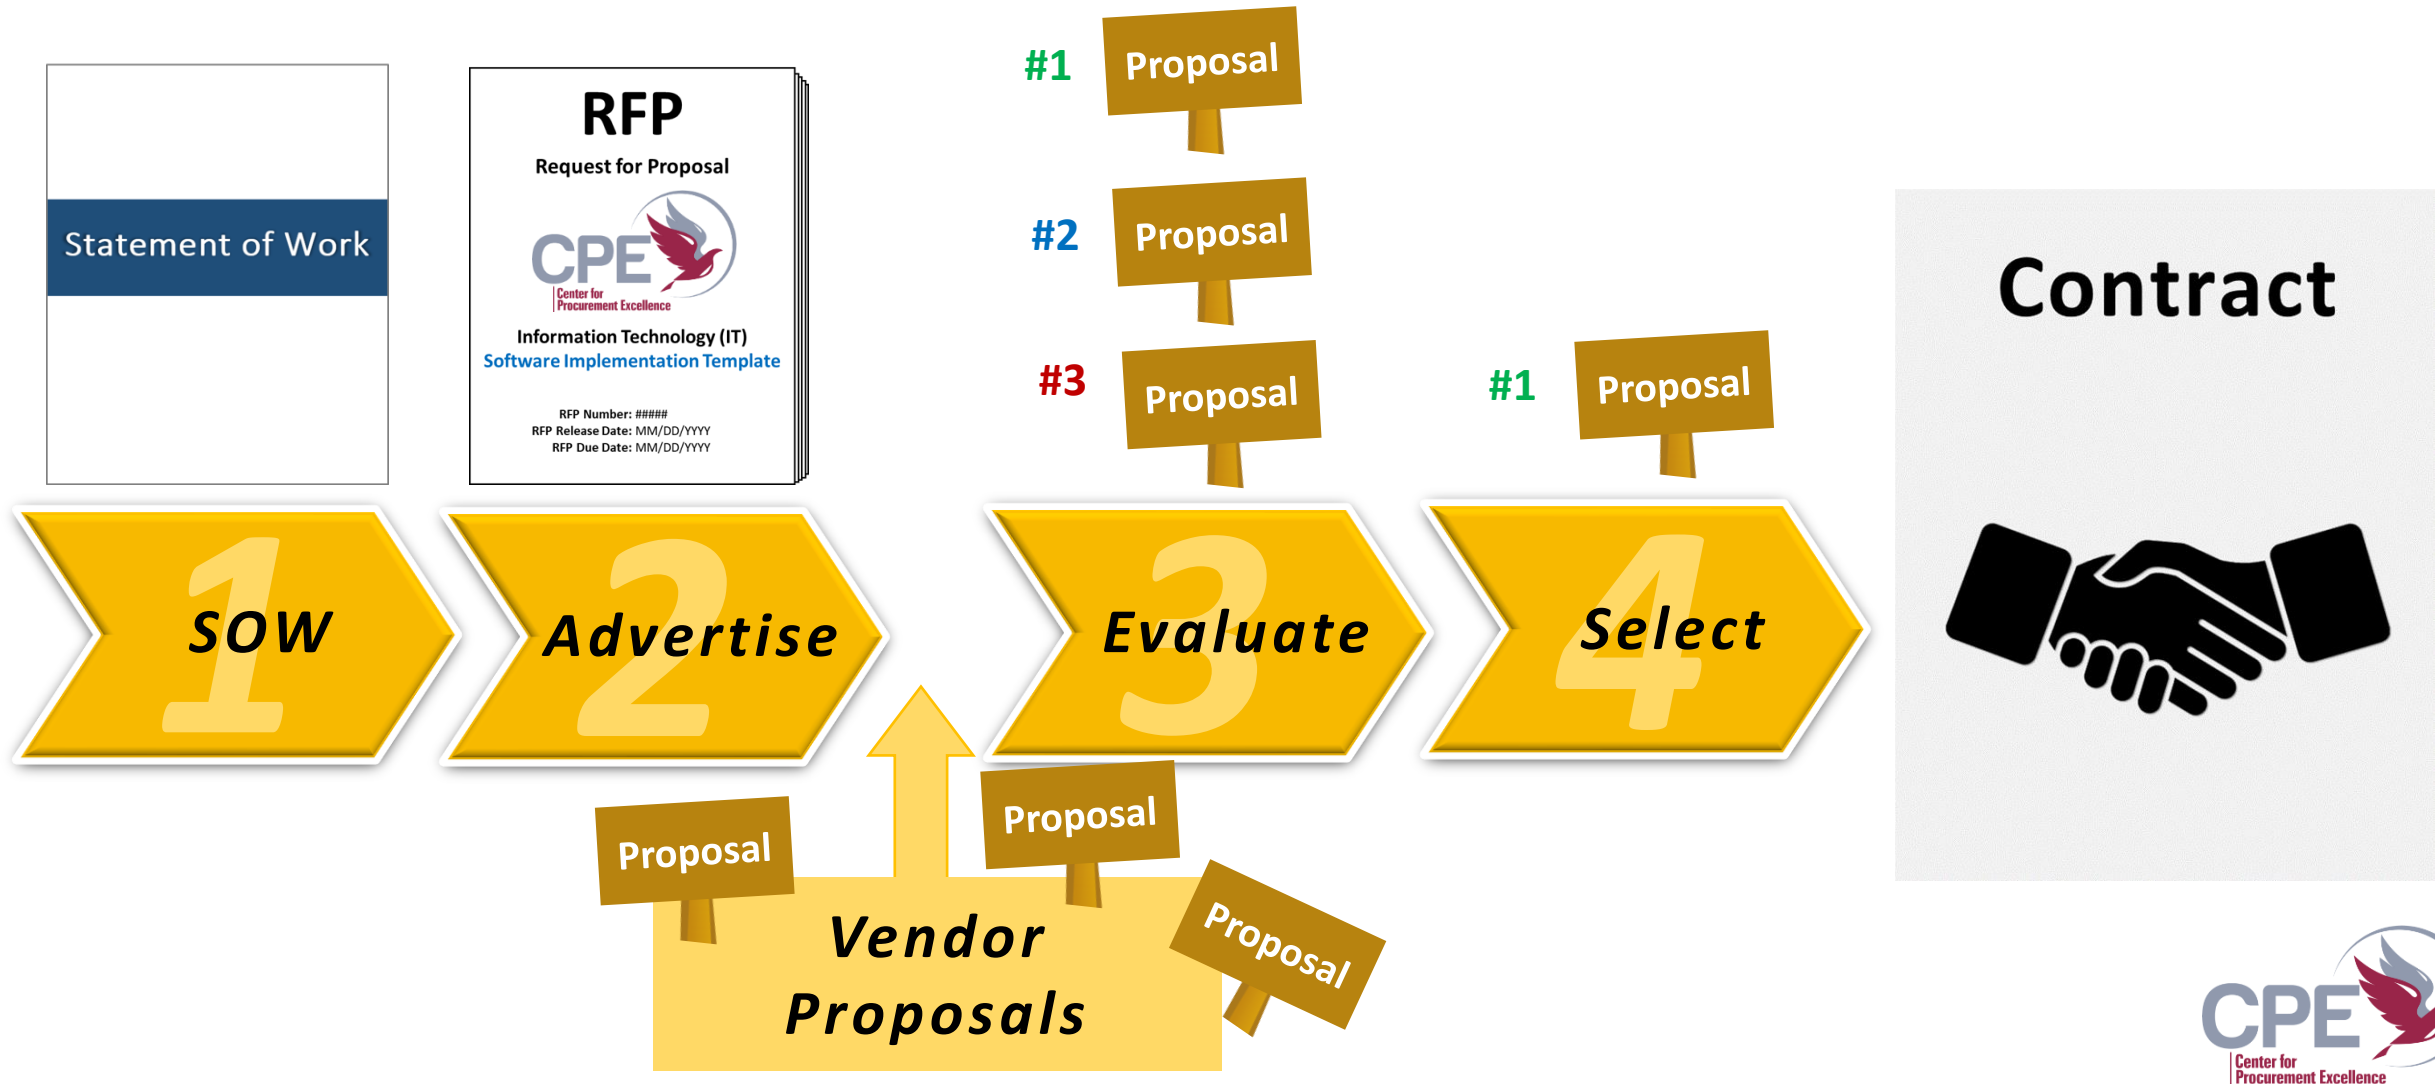 Statement of Work
RFP
Request for Proposal
CPE
Center for
Procurement Excellence
Information Technology (IT)
Software Implementation Template
RFP Number: #####
RFP Release Date: MM/DD/YYYY
RFP Due Date: MM/DD/YYYY
#1 Proposal
#2 Proposal
#3 Proposal
#1 Proposal
Contract
1 SOW
2 Advertise
3 Evaluate
4 Select
Proposal
Proposal
Proposal
Vendor
Proposals
CPE
Center for
Procurement Excellence